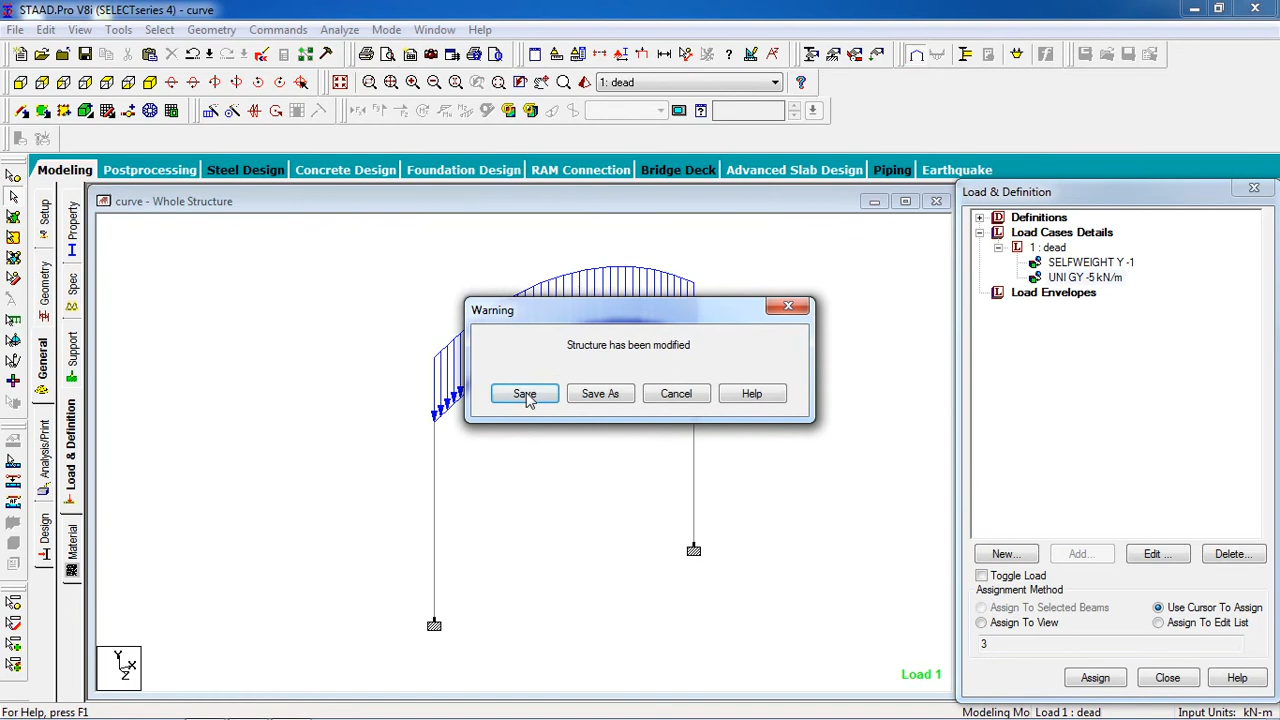 STAAD.Pro V8i (SELECTseries 4) - curve
File Edit View Tools Select Geometry Commands Analyze Mode Window Help
1: dead
Modeling Postprocessing Steel Design Concrete Design Foundation Design RAM Connection Bridge Deck Advanced Slab Design Piping Earthquake
curve - Whole Structure
Load & Definition
Setup
Geometry
General
Analysis/Print
Design
Property
Spec
Support
Load & Definition
Material
Definitions
Load Cases Details
1 : dead
SELFWEIGHT Y -1
UNI GY -5 kN/m
Load Envelopes
Warning
Structure has been modified
Save Save As Cancel Help
New... Add... Edit ... Delete...
Toggle Load
Assignment Method
Assign To Selected Beams Use Cursor To Assign
Assign To View Assign To Edit List
3
Assign Close Help
Y
X
Z
Load 1
For Help, press F1
Modeling Mo Load 1 : dead Input Units: kN-m